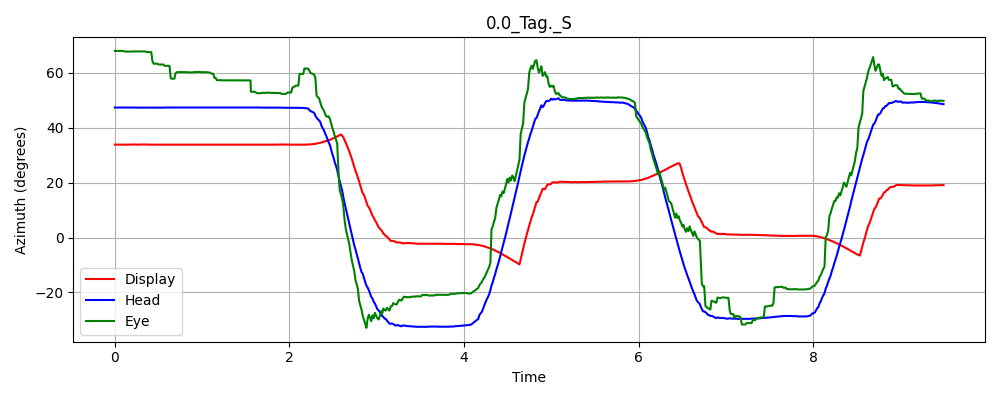 0.0_Tag._S
Azimuth (degrees)
60
40
20
0
−20
Display
Head
Eye
0 2 4 6 8
Time